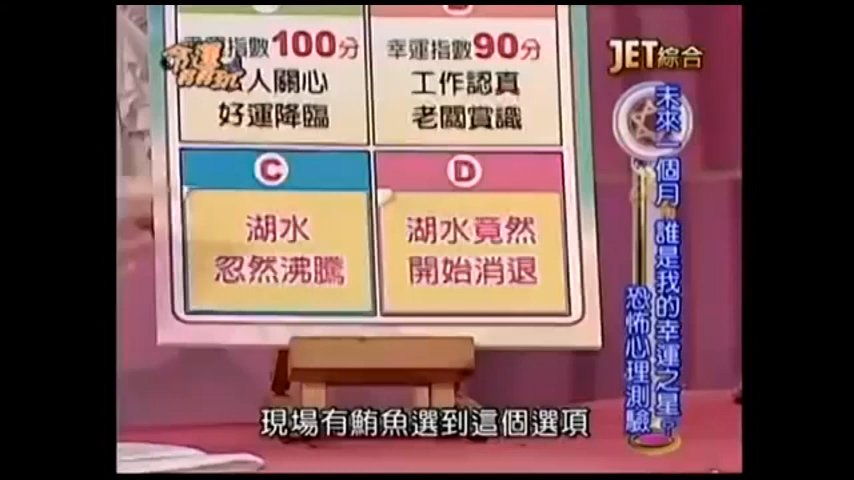 幸運指數100分
人關心
好運降臨
B
幸運指數90分
工作認真
老闆賞識
C
湖水
忽然沸騰
D
湖水竟然
開始消退
命運好好玩
JET綜合
未來一個月 誰是我的幸運之星?
恐怖心理測驗
現場有鮪魚選到這個選項